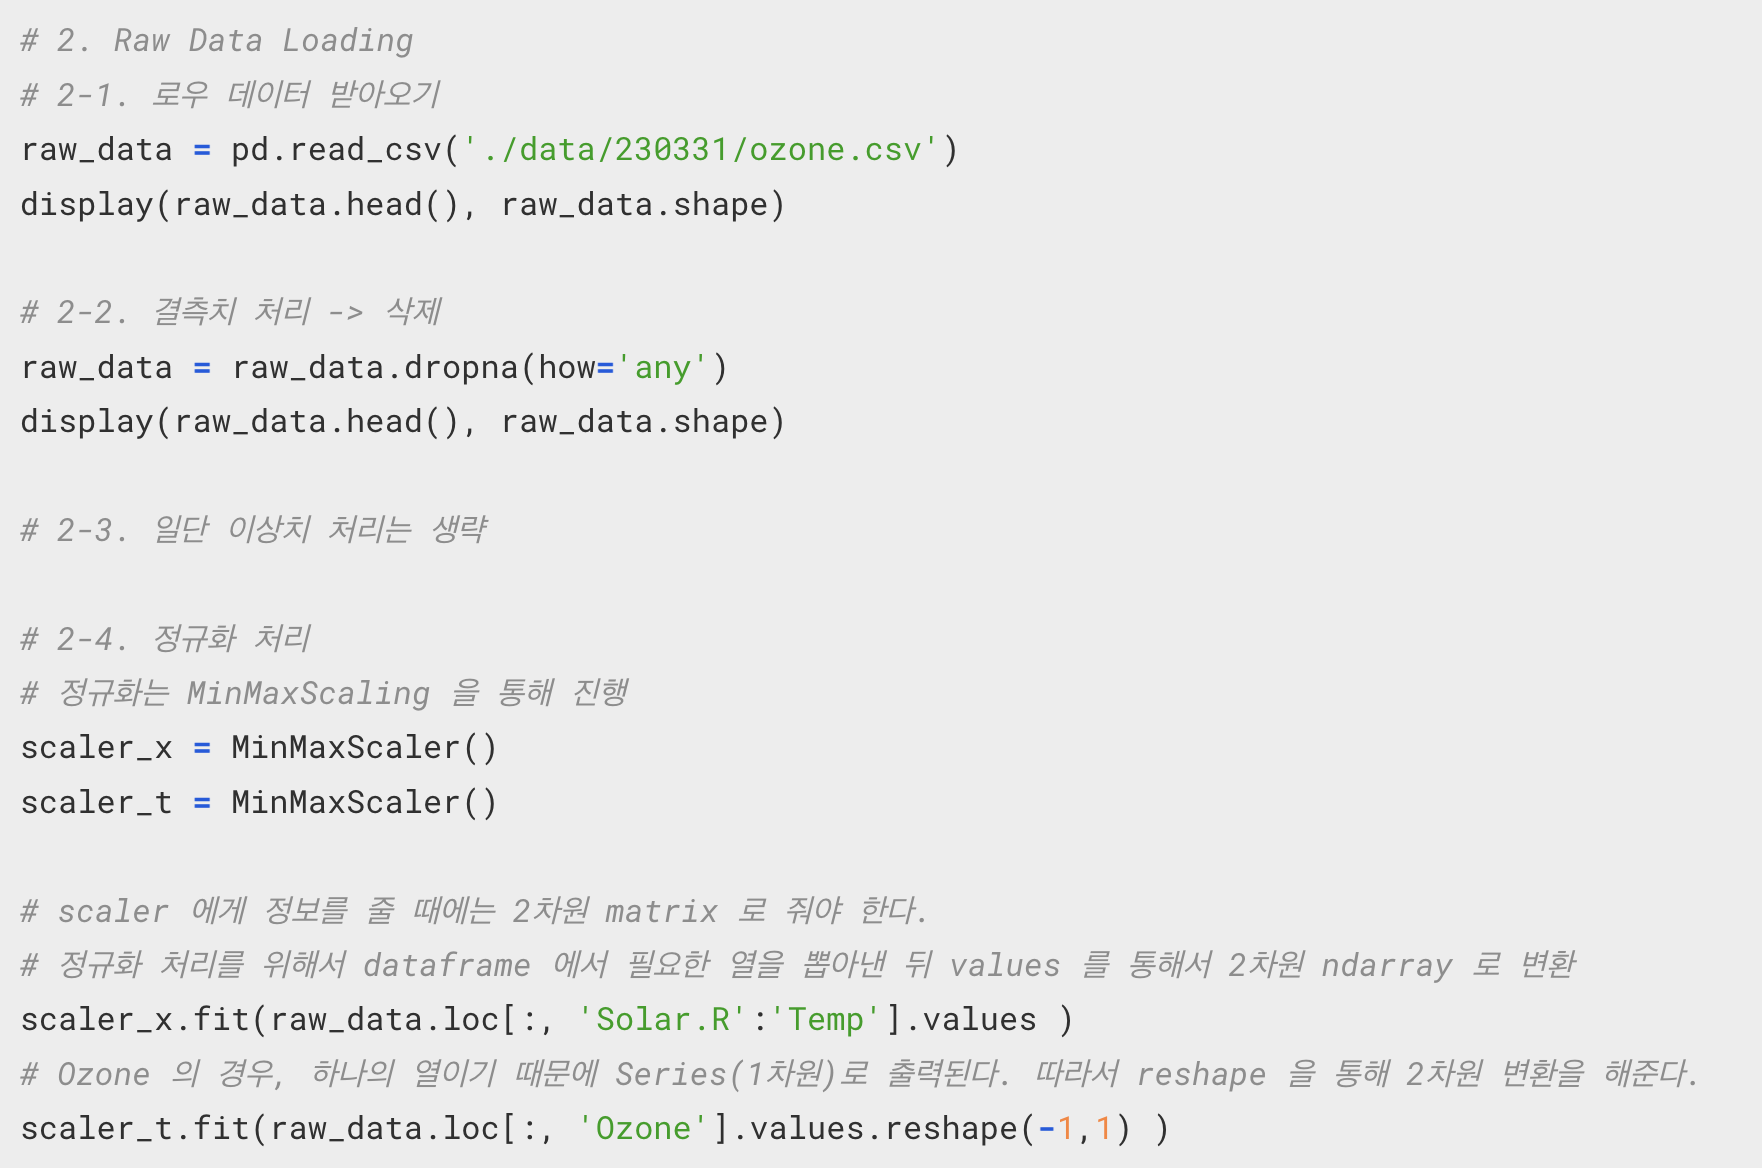 # 2. Raw Data Loading
# 2-1. 로우 데이터 받아오기
raw_data = pd.read_csv('./data/230331/ozone.csv')
display(raw_data.head(), raw_data.shape)
# 2-2. 결측치 처리 -> 삭제
raw_data = raw_data.dropna(how='any')
display(raw_data.head(), raw_data.shape)
# 2-3. 일단 이상치 처리는 생략
# 2-4. 정규화 처리
# 정규화는 MinMaxScaling 을 통해 진행
scaler_x = MinMaxScaler()
scaler_t = MinMaxScaler()
# scaler 에게 정보를 줄 때에는 2차원 matrix 로 줘야 한다.
# 정규화 처리를 위해서 dataframe 에서 필요한 열을 뽑아낸 뒤 values 를 통해서 2차원 ndarray 로 변환
scaler_x.fit(raw_data.loc[:, 'Solar.R':'Temp'].values )
# Ozone 의 경우, 하나의 열이기 때문에 Series(1차원)로 출력된다. 따라서 reshape 을 통해 2차원 변환을 해준다.
scaler_t.fit(raw_data.loc[:, 'Ozone'].values.reshape(-1,1) )